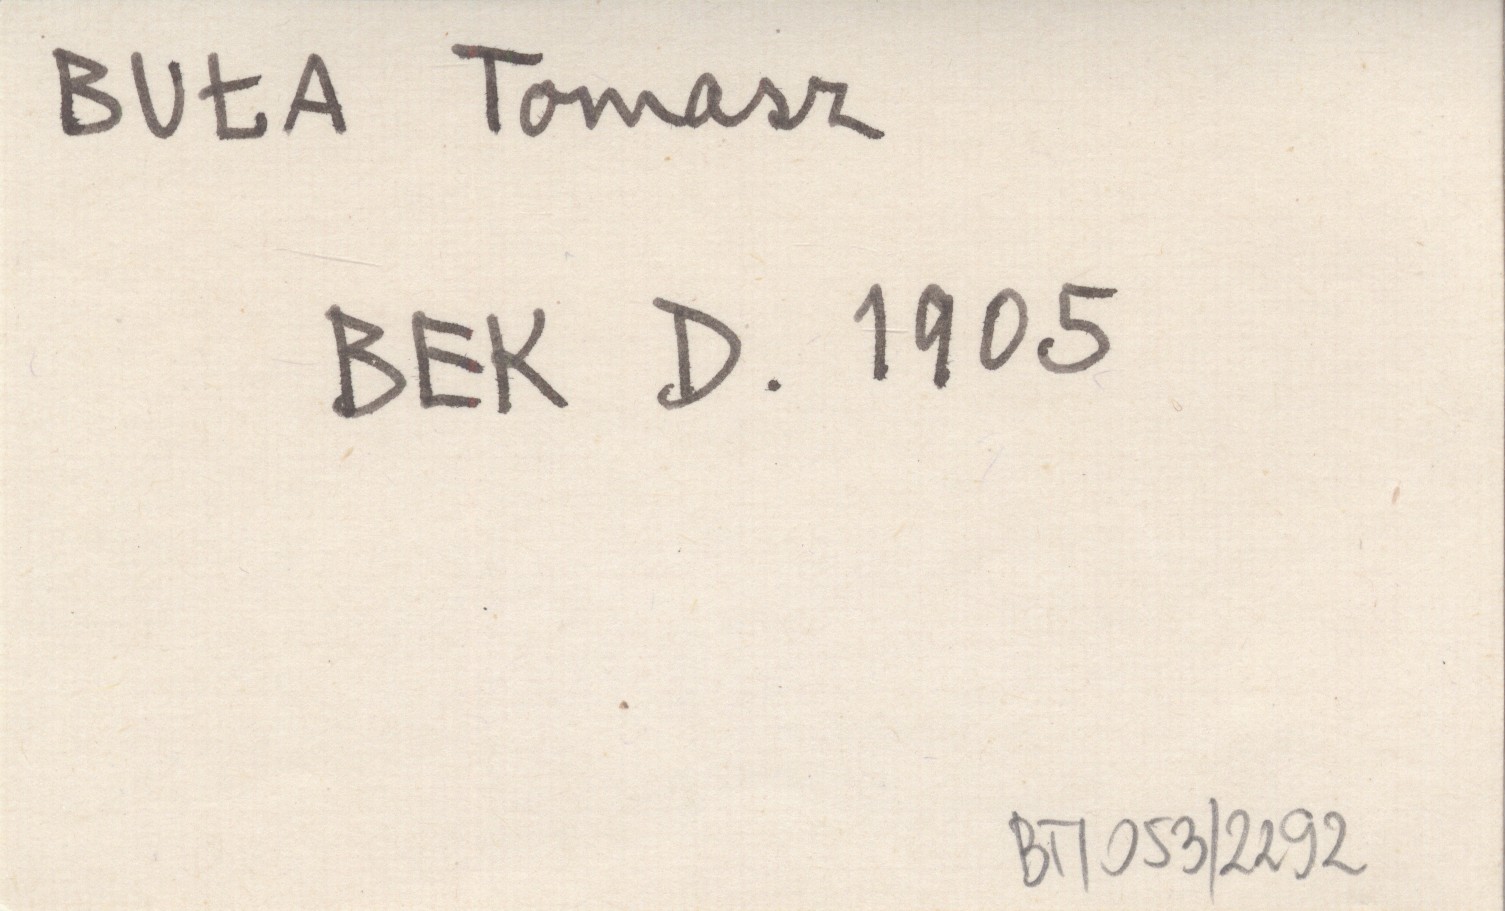 BUŁA Tomasz
BEK D. 1905
BT/053/2292